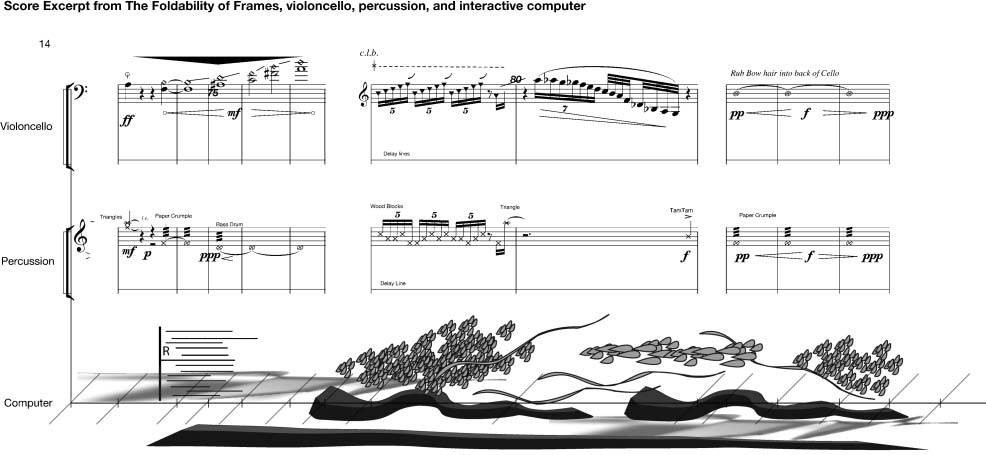 Score Excerpt from The Foldability of Frames, violoncello, percussion, and interactive computer
14
c.l.b.
80
Rub Bow hair into back of Cello
75
5 5 5
7
ff
mf
pp f ppp
Violoncello
Delay lines
Wood Blocks
Triangle
TamTam
Triangles
l.v.
Paper Crumple
Paper Crumple
Bass Drum
5 5 5
mf p
ppp
f
pp f ppp
Percussion
Delay Line
R
Computer